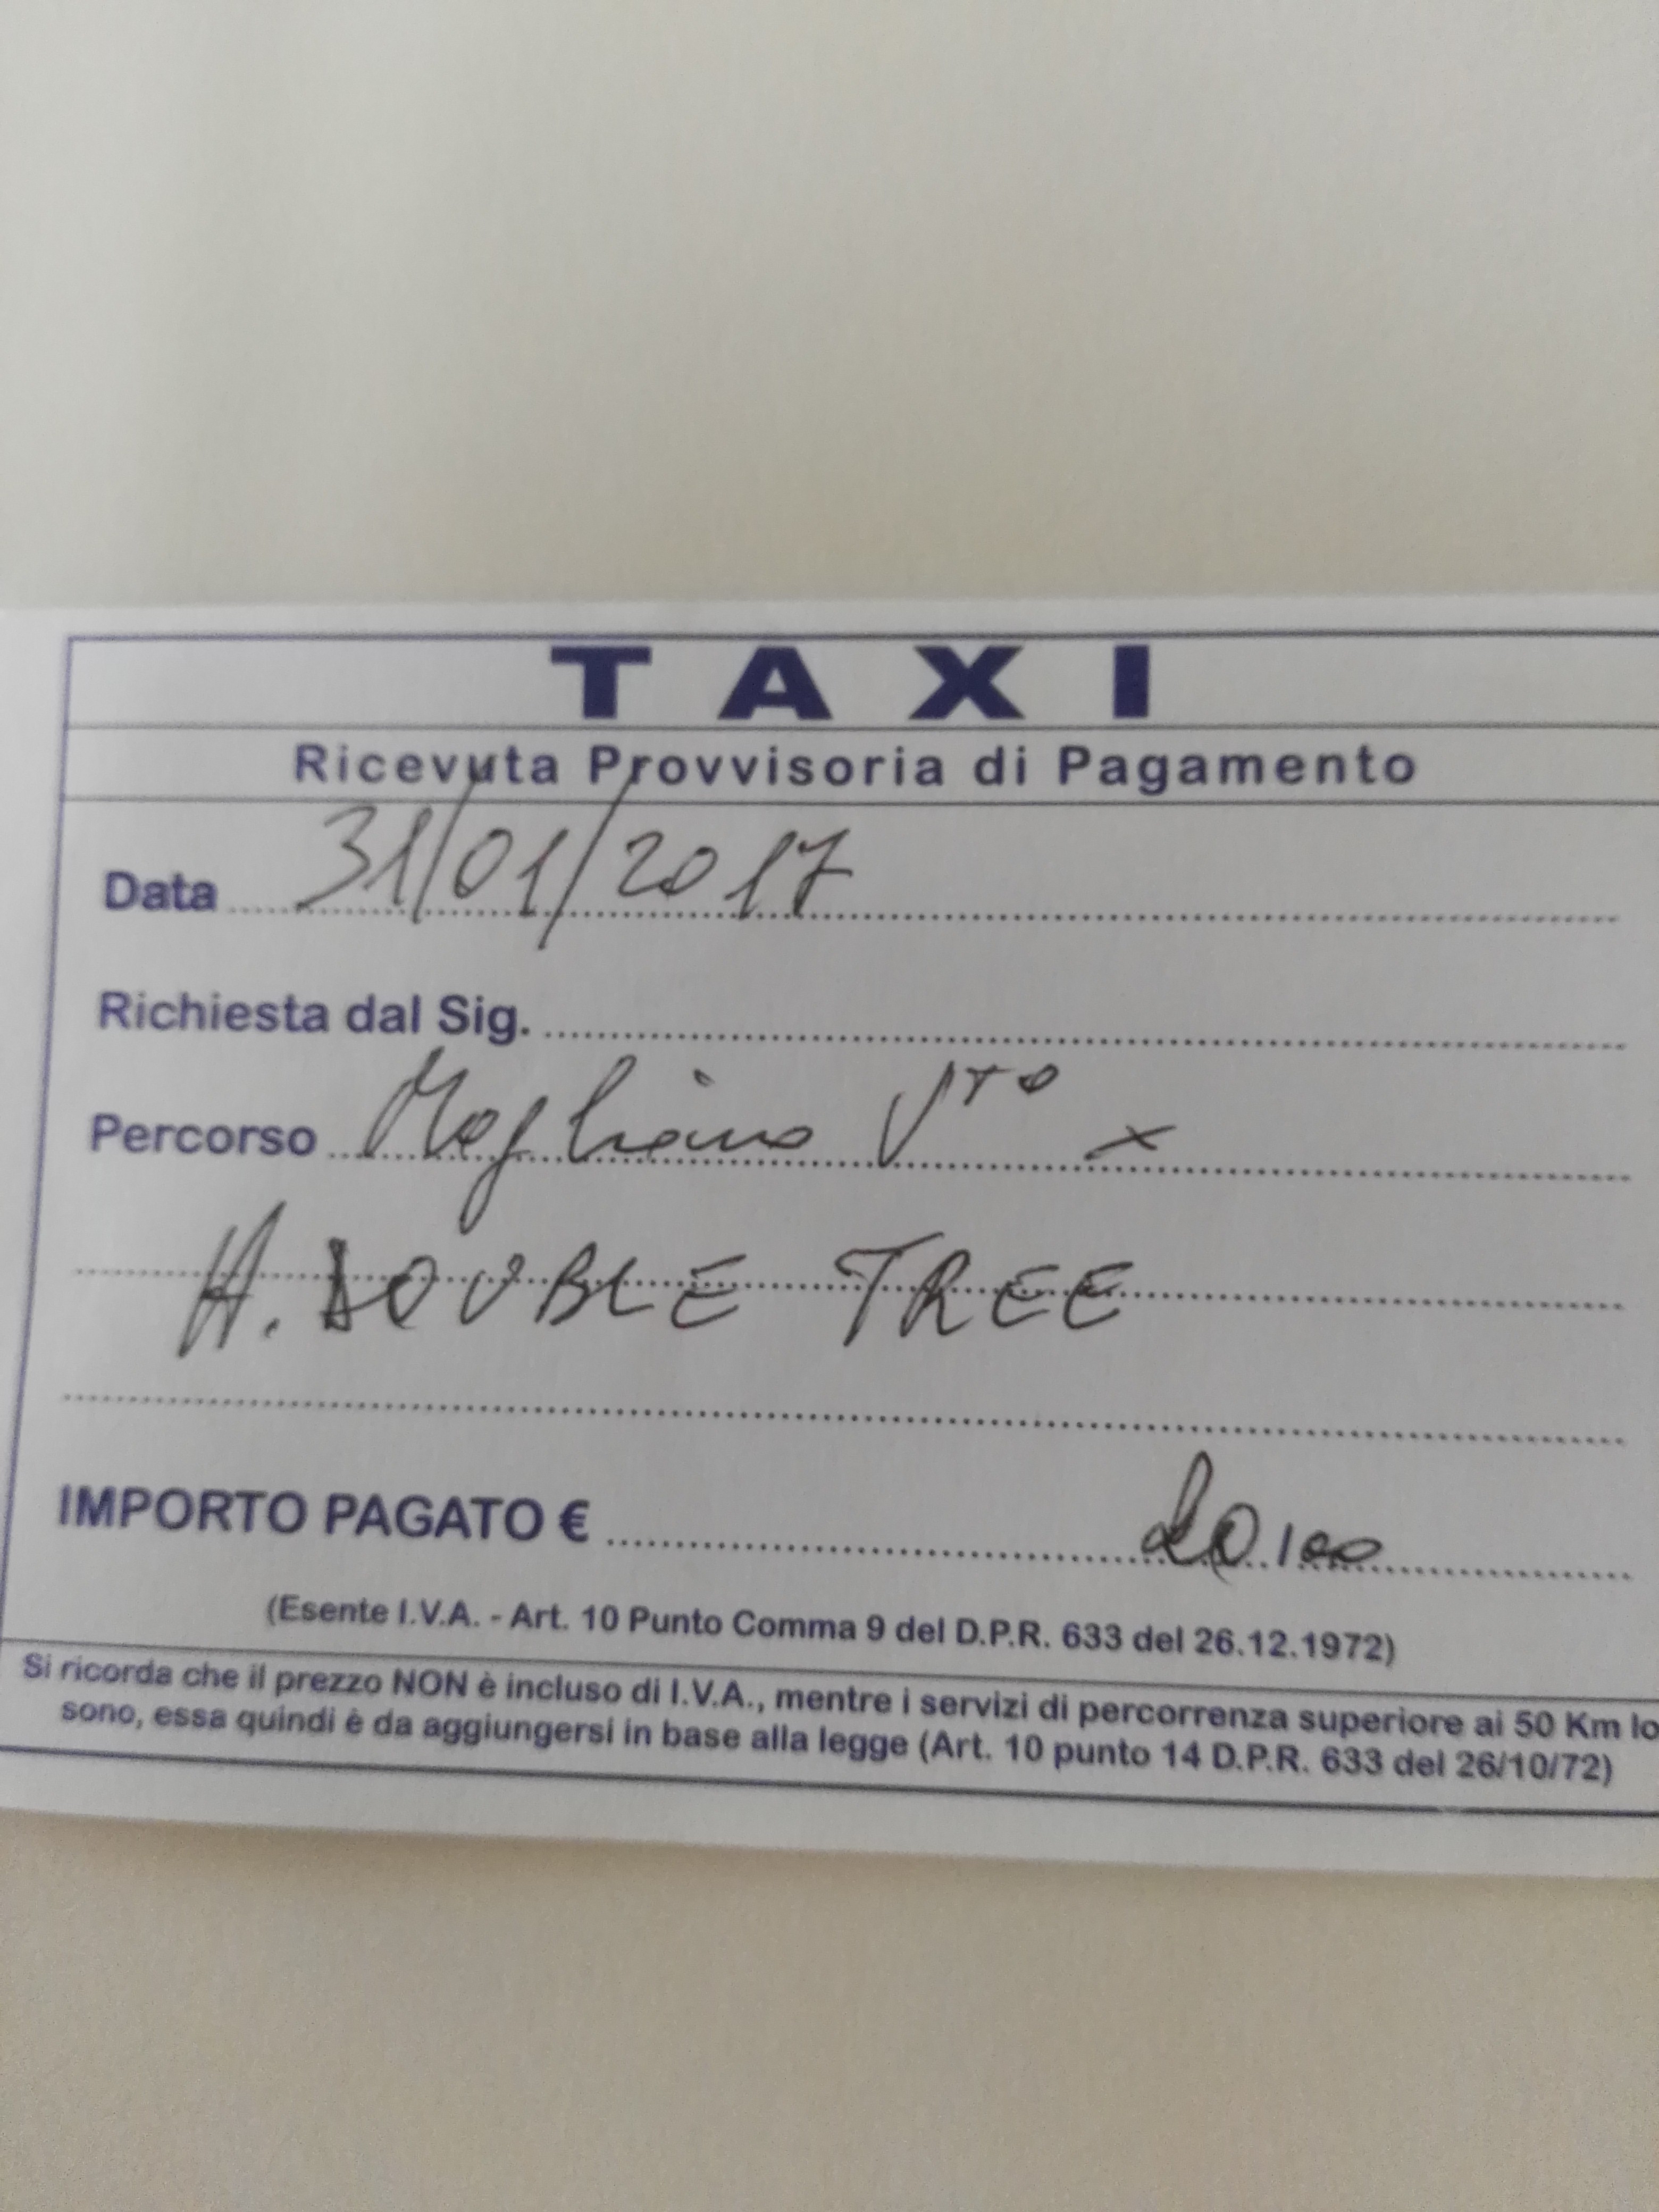 TAXI
Ricevuta Provvisoria di Pagamento
Data 31/01/2017
Richiesta dal Sig.
Percorso Mogliano Vto x
H. DOUBLE TREE
IMPORTO PAGATO € 20,00
(Esente I.V.A. - Art. 10 Punto Comma 9 del D.P.R. 633 del 26.12.1972)
Si ricorda che il prezzo NON è incluso di I.V.A., mentre i servizi di percorrenza superiore ai 50 Km lo
sono, essa quindi è da aggiungersi in base alla legge (Art. 10 punto 14 D.P.R. 633 del 26/10/72)